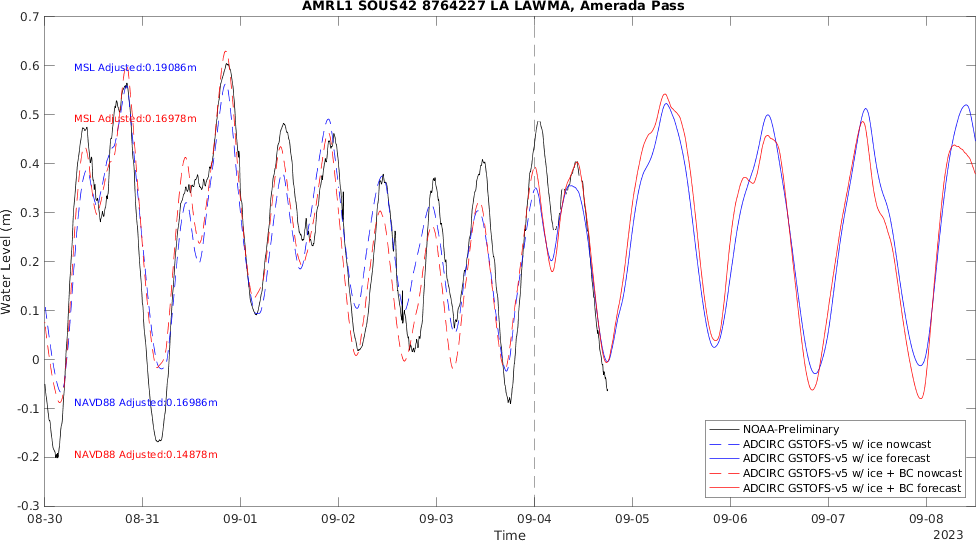 AMRL1 SOUS42 8764227 LA LAWMA, Amerada Pass
0.7
0.6
0.5
0.4
0.3
0.2
0.1
0
-0.1
-0.2
-0.3
Water Level (m)
MSL Adjusted:0.19086m
MSL Adjusted:0.16978m
NAVD88 Adjusted:0.16986m
NAVD88 Adjusted:0.14878m
NOAA-Preliminary
ADCIRC GSTOFS-v5 w/ ice nowcast
ADCIRC GSTOFS-v5 w/ ice forecast
ADCIRC GSTOFS-v5 w/ ice + BC nowcast
ADCIRC GSTOFS-v5 w/ ice + BC forecast
08-30 08-31 09-01 09-02 09-03 09-04 09-05 09-06 09-07 09-08
Time
2023